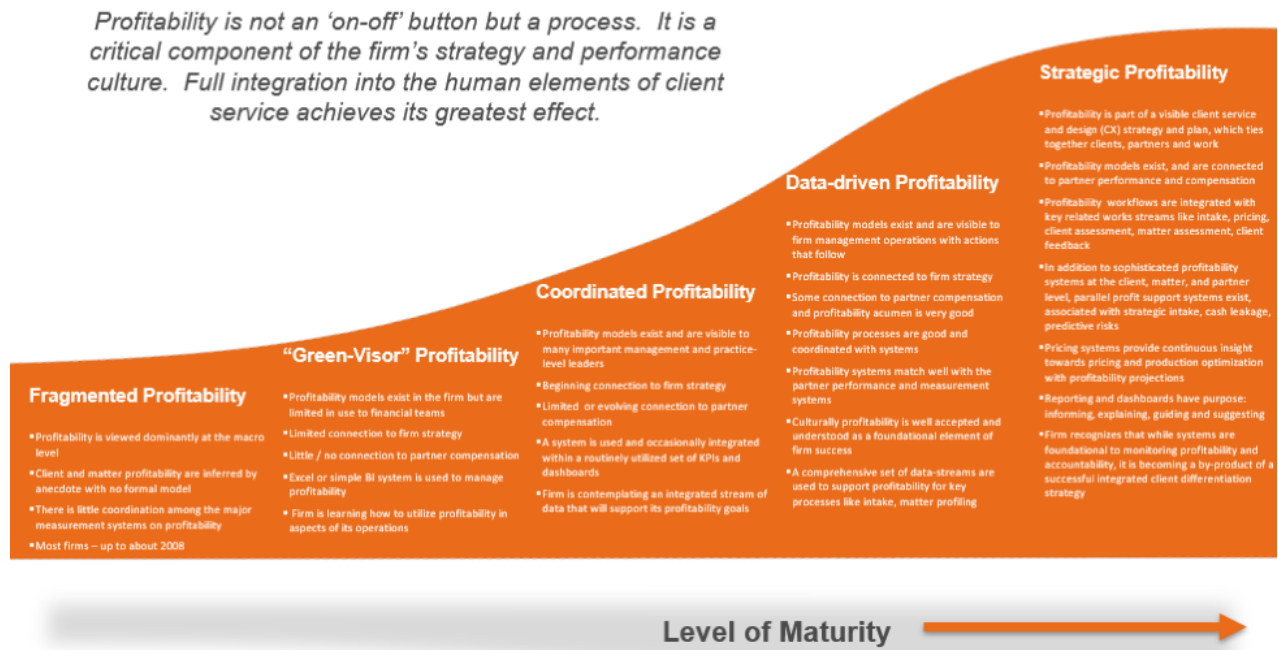 Profitability is not an ‘on-off’ button but a process.  It is a
critical component of the firm’s strategy and performance
culture.  Full integration into the human elements of client
service achieves its greatest effect.
Fragmented Profitability
▪Profitability is viewed dominantly at the macro
level
▪Client and matter profitability are inferred by
anecdote with no formal model
▪There is little coordination among the major
measurement systems on profitability
▪Most firms – up to about 2008
“Green-Visor” Profitability
▪Profitability models exist in the firm but are
limited in use to financial teams
▪Limited connection to firm strategy
▪Little / no connection to partner compensation
▪Excel or simple BI system is used to manage
profitability
▪ Firm is learning how to utilize profitability in
aspects of its operations
Coordinated Profitability
▪Profitability models exist and are visible to
many important management and practice-
level leaders
▪Beginning connection to firm strategy
▪Limited  or evolving connection to partner
compensation
▪A system is used and occasionally integrated
within a routinely utilized set of KPIs and
dashboards
▪Firm is contemplating an integrated stream of
data that will support its profitability goals
Data-driven Profitability
▪Profitability models exist and are visible to
firm management operations with actions
that follow
▪Profitability is connected to firm strategy
▪Some connection to partner compensation
and profitability acumen is very good
▪Profitability processes are good and
coordinated with systems
▪Profitability systems match well with the
partner performance and measurement
systems
▪Culturally profitability is well accepted and
understood as a foundational element of
firm success
▪A comprehensive set of data-streams are
used to support profitability for key
processes like intake, matter profiling
Strategic Profitability
▪Profitability is part of a visible client service
and design (CX) strategy and plan, which ties
together clients, partners and work
▪Profitability models exist, and are connected
to partner performance and compensation
▪Profitability  workflows are integrated with
key related works streams like intake, pricing,
client assessment, matter assessment, client
feedback
▪In addition to sophisticated profitability
systems at the client, matter, and partner
level, parallel profit support systems exist,
associated with strategic intake, cash leakage,
predictive risks
▪Pricing systems provide continuous insight
towards pricing and production optimization
with profitability projections
▪Reporting and dashboards have purpose:
informing, explaining, guiding and suggesting
▪Firm recognizes that while systems are
foundational to monitoring profitability and
accountability, it is becoming a by-product of a
successful integrated client differentiation
strategy
Level of Maturity